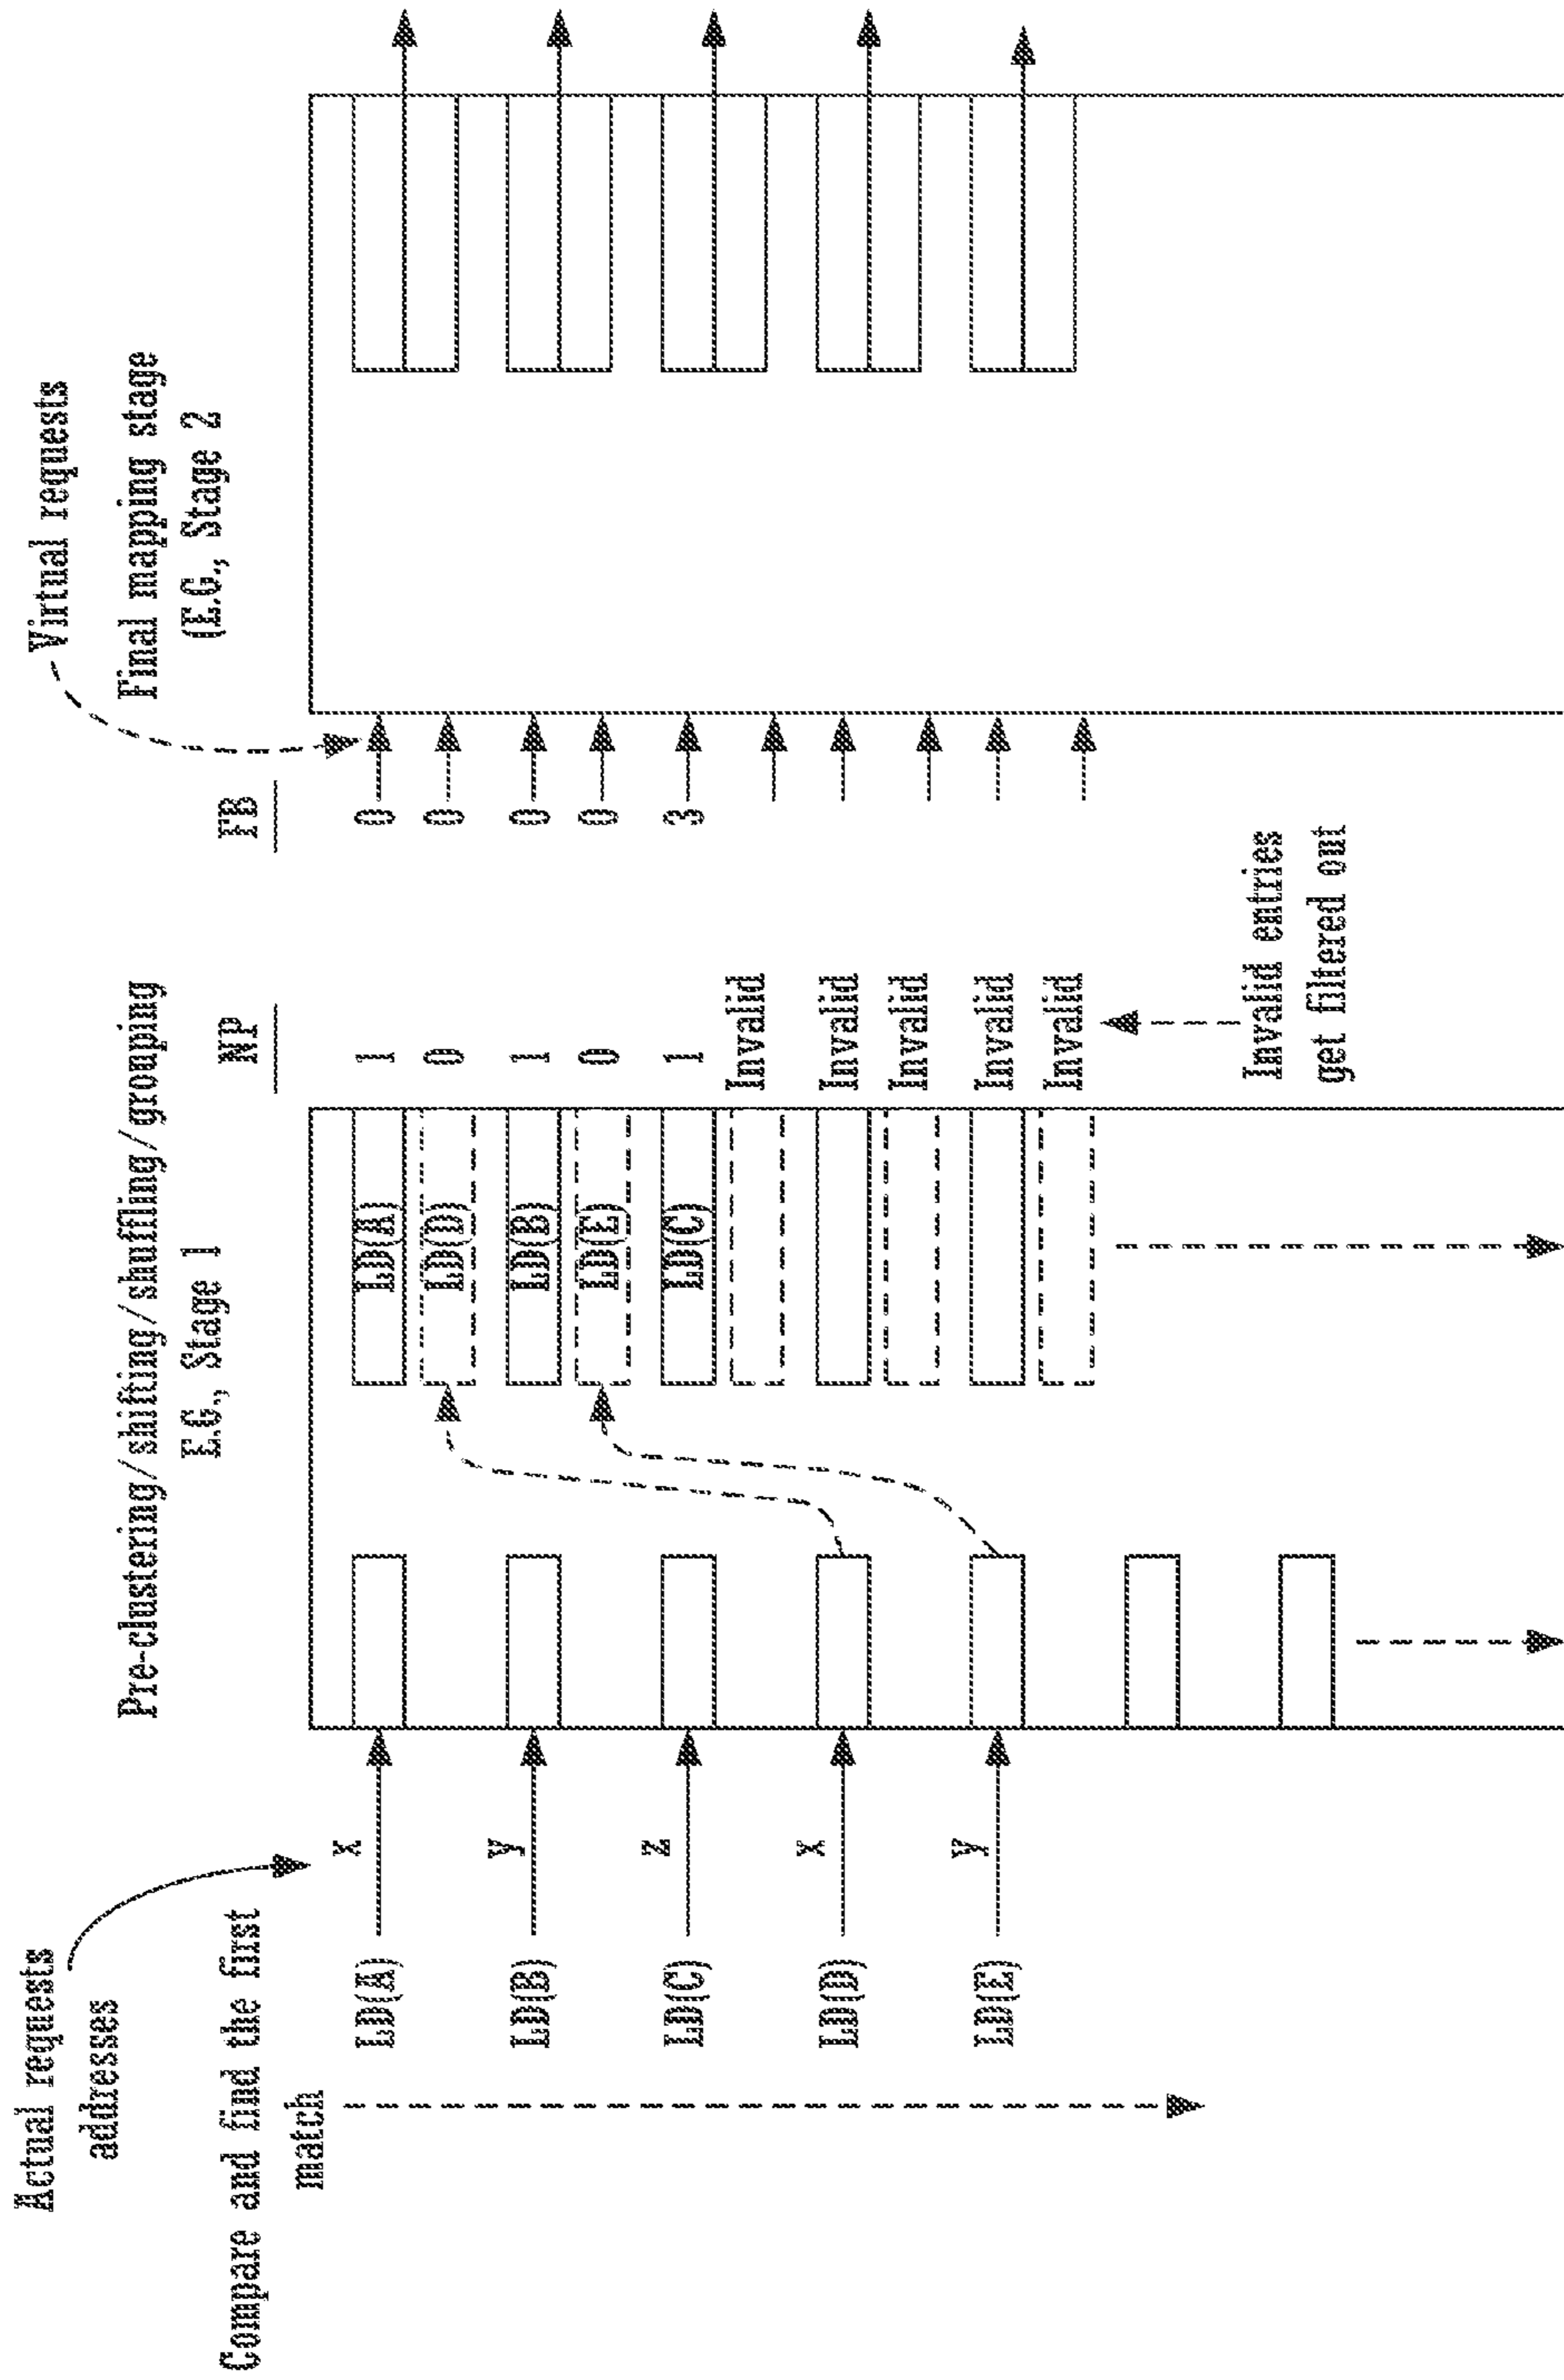 Actual requests
addresses
Compare and find the first
match
LD(A)
x
LD(B)
y
LD(C)
z
LD(D)
x
LD(E)
y
Pre-clustering/shifting/shuffling/grouping
E.G., Stage 1
LD(A)
LD(D)
LD(B)
LD(E)
LD(C)
NP
1
0
1
0
1
Invalid
Invalid
Invalid
Invalid
Invalid
Invalid entries
get filtered out
FB
0
0
0
0
3
Virtual requests
Final mapping stage
(E.G., Stage 2